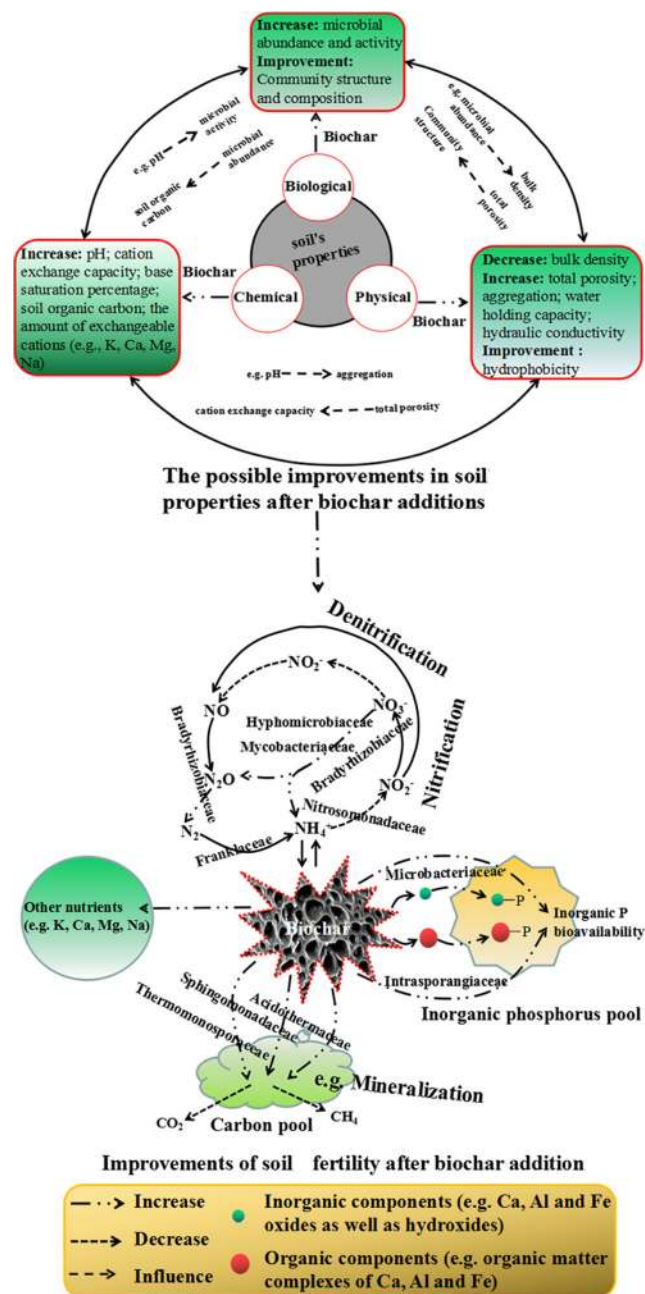 Increase: microbial
abundance and activity
Improvement:
Community structure
and composition
e.g. pH
microbial
activity
soil organic
carbon
microbial
abundance
Biochar
e.g. microbial
abundance
bulk
density
Community
structure
total
porosity
Biological
soil's
properties
Chemical
Physical
Biochar
Biochar
Increase: pH; cation
exchange capacity; base
saturation percentage;
soil organic carbon; the
amount of exchangeable
cations (e.g., K, Ca, Mg,
Na)
Decrease: bulk density
Increase: total porosity;
aggregation; water
holding capacity;
hydraulic conductivity
Improvement :
hydrophobicity
e.g. pH aggregation
cation exchange capacity total porosity
The possible improvements in soil
properties after biochar additions
Denitrification
NO₂⁻
NO
NO₃⁻
Hyphomicrobiaceae
Mycobacteriaceae
Bradyrhizobiaceae
Bradyrhizobiaceae
Nitrification
N₂O
NO₂⁻
Nitrosomonadaceae
N₂
NH₄⁺
Franklaceae
Microbacteriaceae
Other nutrients
(e.g. K, Ca, Mg, Na)
Biochar
P
P
Inorganic P
bioavailability
Intrasporangiaceae
Inorganic phosphorus pool
Acidothermaceae
Sphingomonadaceae
Thermomonosporaceae
e.g. Mineralization
CO₂
CH₄
Carbon pool
Improvements of soil fertility after biochar addition
Increase
Decrease
Influence
Inorganic components (e.g. Ca, Al and Fe
oxides as well as hydroxides)
Organic components (e.g. organic matter
complexes of Ca, Al and Fe)